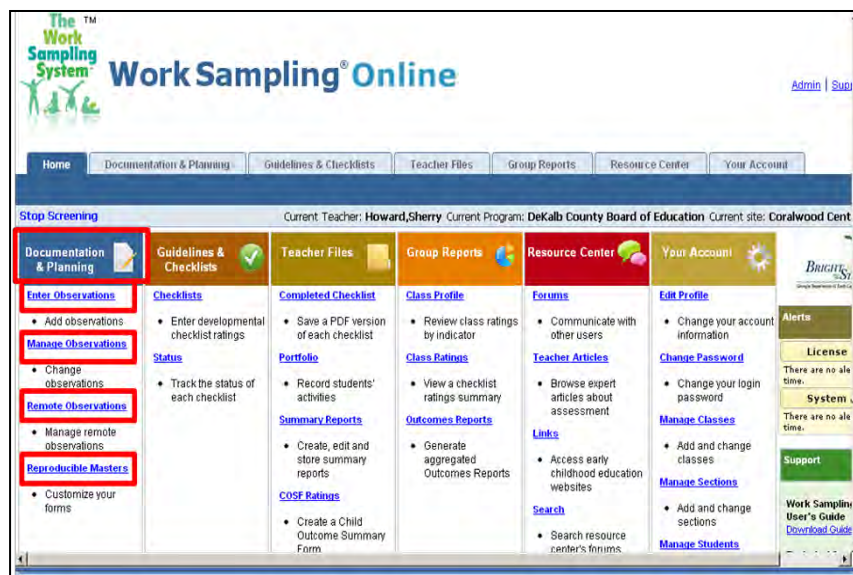 The TM
Work
Sampling
System
Work Sampling® Online
Admin | Sup
Home Documentation & Planning Guidelines & Checklists Teacher Files Group Reports Resource Center Your Account
Stop Screening
Current Teacher: Howard,Sherry Current Program: DeKalb County Board of Education Current site: Coralwood Cent
Documentation
& Planning
Enter Observations
• Add observations
Manage Observations
• Change
observations
Remote Observations
• Manage remote
observations
Reproducible Masters
• Customize your
forms
Guidelines &
Checklists
Checklists
• Enter developmental
checklist ratings
Status
• Track the status of
each checklist
Teacher Files
Completed Checklist
• Save a PDF version
of each checklist
Portfolio
• Record students'
activities
Summary Reports
• Create, edit and
store summary
reports
COSF Ratings
• Create a Child
Outcome Summary
Form
Group Reports
Class Profile
• Review class ratings
by indicator
Class Ratings
• View a checklist
ratings summary
Outcomes Reports
• Generate
aggregated
Outcomes Reports
Resource Center
Forums
• Communicate with
other users
Teacher Articles
• Browse expert
articles about
assessment
Links
• Access early
childhood education
websites
Search
• Search resource
center's forums
Your Account
Edit Profile
• Change your account
information
Change Password
• Change your login
password
Manage Classes
• Add and change
classes
Manage Sections
• Add and change
sections
Manage Students
Alerts
License
There are no ale
time.
System
There are no ale
time.
Support
Work Sampling
User's Guide
Download Guide